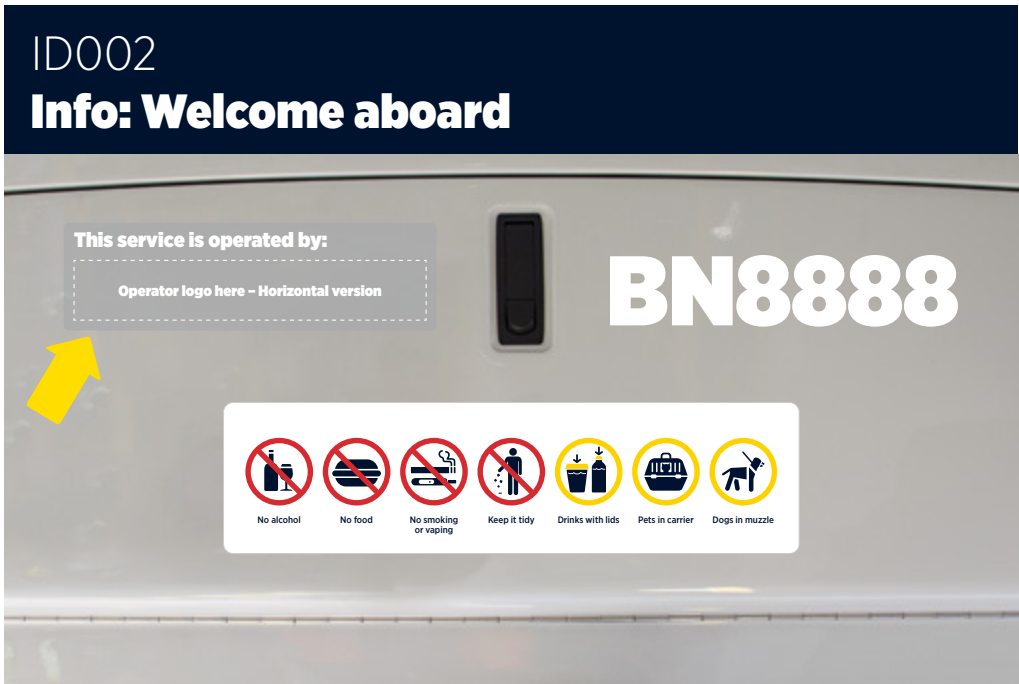 ID002
Info: Welcome aboard
This service is operated by:
Operator logo here – Horizontal version
BN8888
No alcohol
No food
No smoking
or vaping
Keep it tidy
Drinks with lids
Pets in carrier
Dogs in muzzle